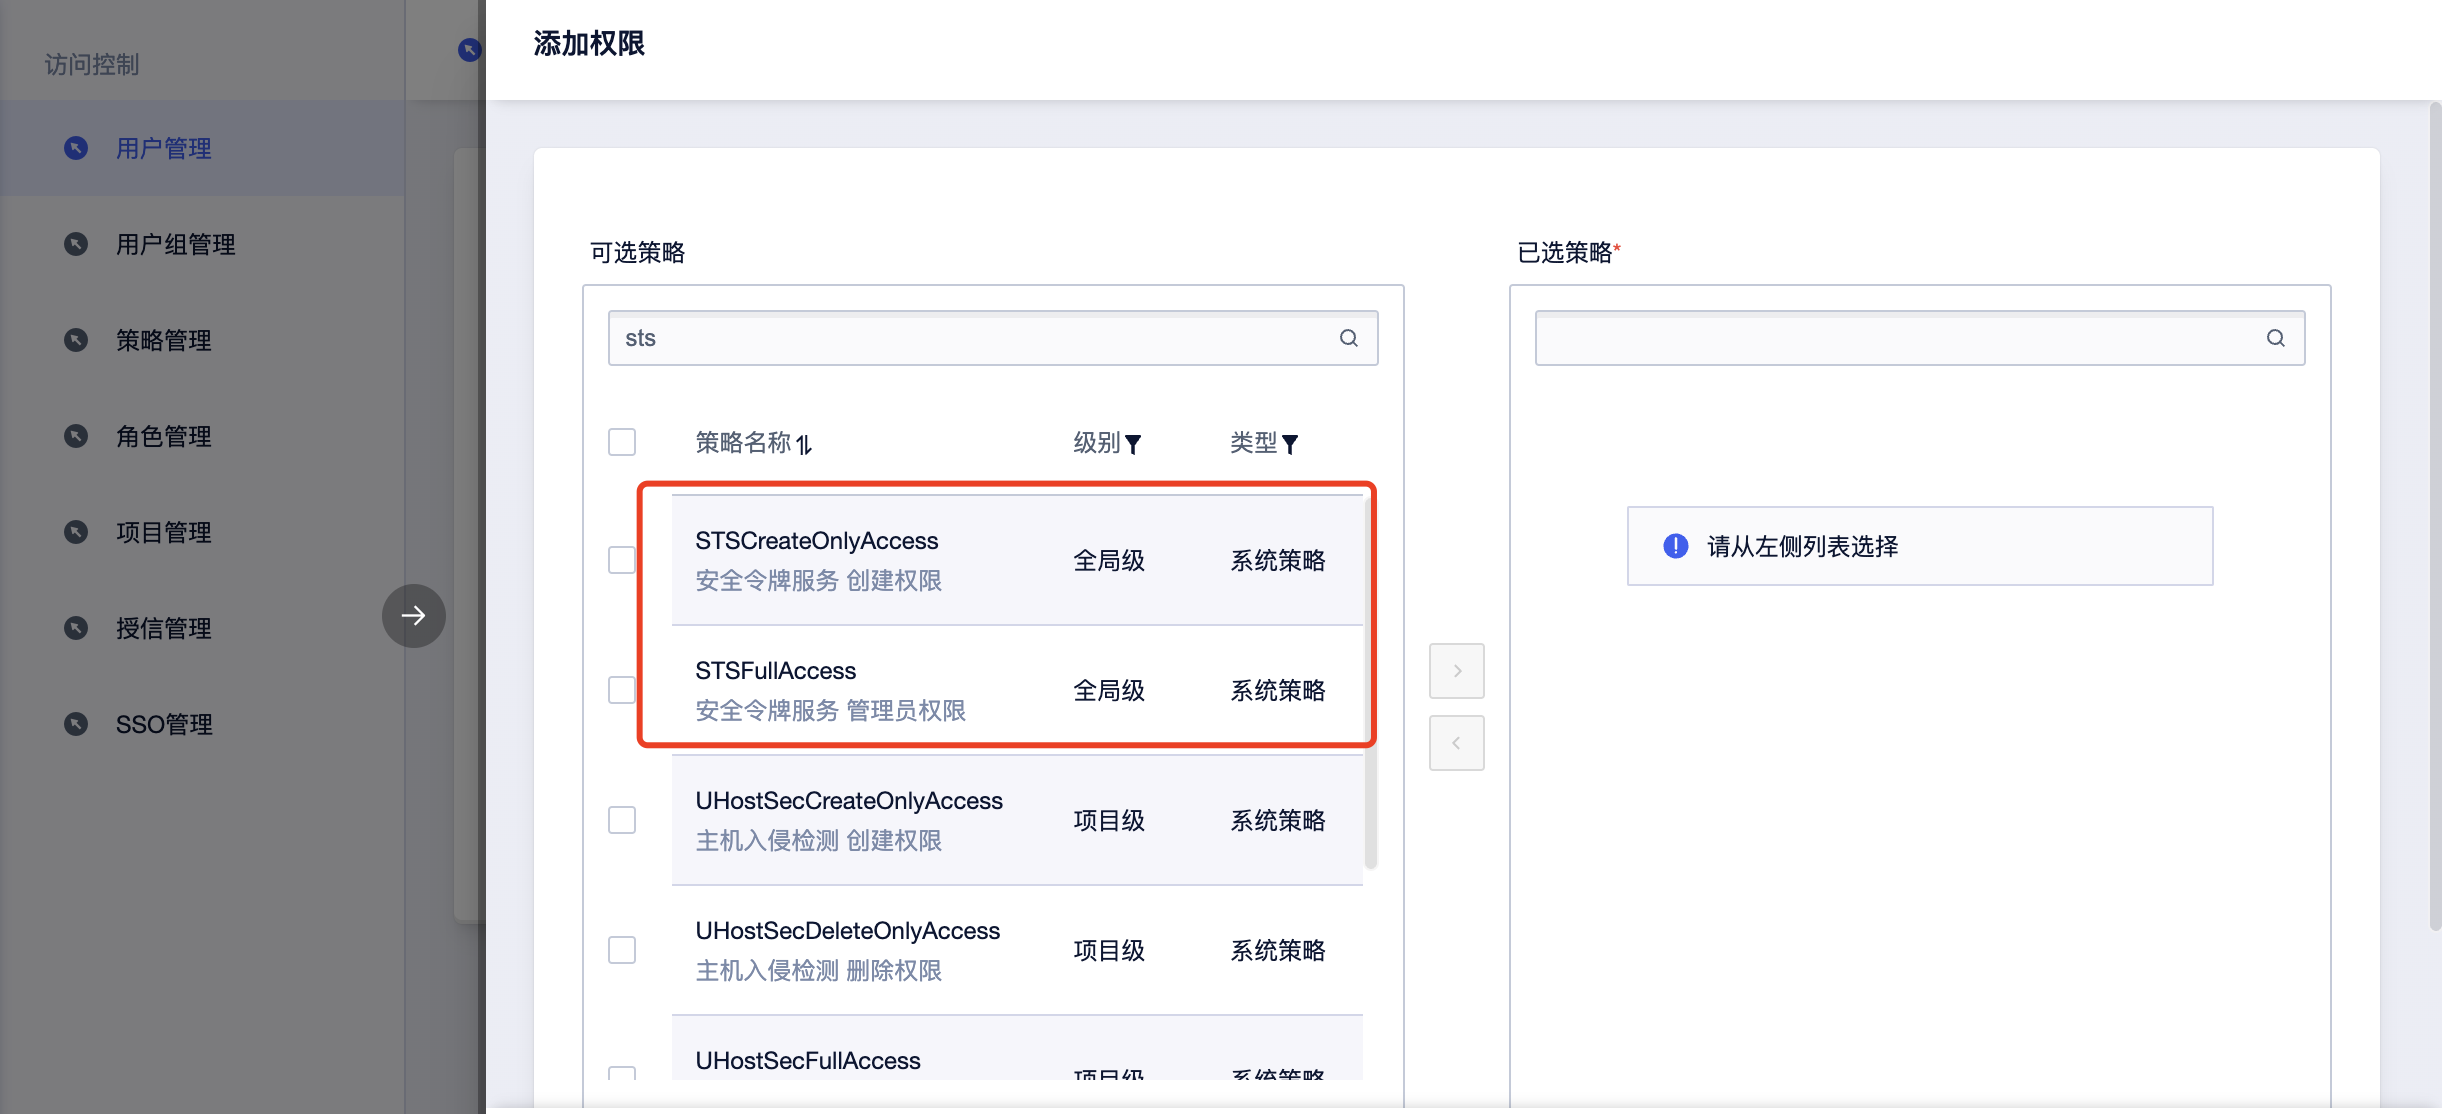 访问控制
用户管理
用户组管理
策略管理
角色管理
项目管理
授信管理
SSO管理
添加权限
可选策略
sts
策略名称 级别 类型
STSCreateOnlyAccess
安全令牌服务 创建权限
全局级 系统策略
STSFullAccess
安全令牌服务 管理员权限
全局级 系统策略
UHostSecCreateOnlyAccess
主机入侵检测 创建权限
项目级 系统策略
UHostSecDeleteOnlyAccess
主机入侵检测 删除权限
项目级 系统策略
UHostSecFullAccess
项目级 系统策略
已选策略*
请从左侧列表选择